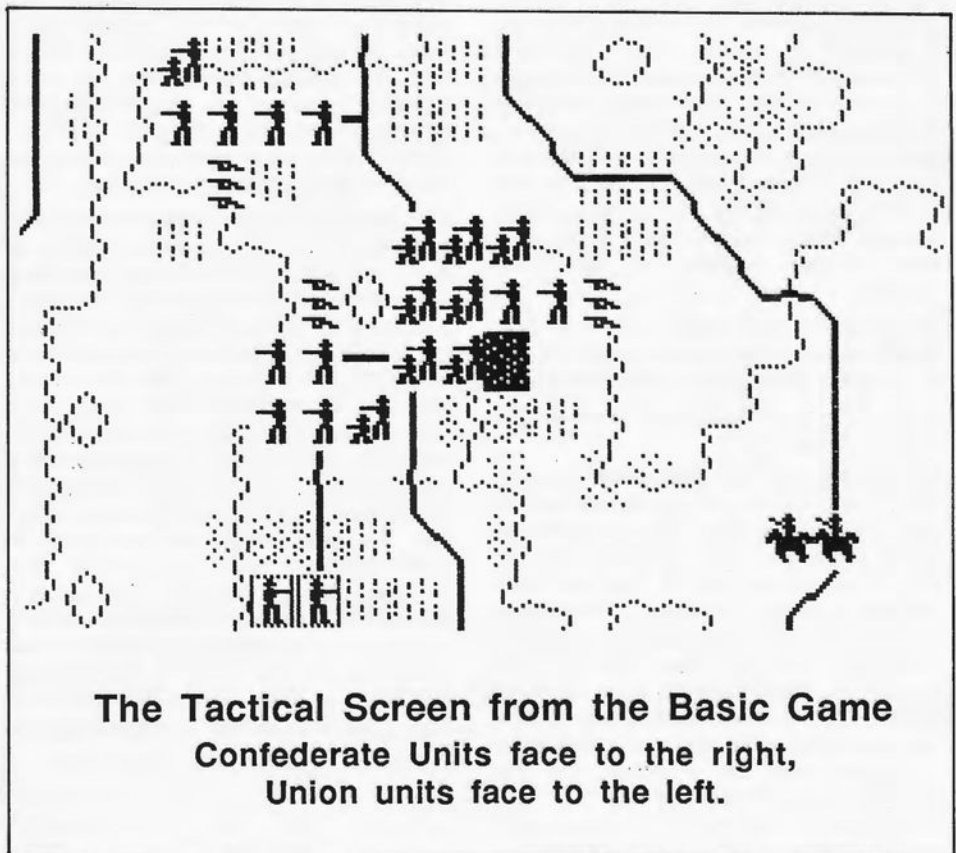 The Tactical Screen from the Basic Game
Confederate Units face to the right,
Union units face to the left.